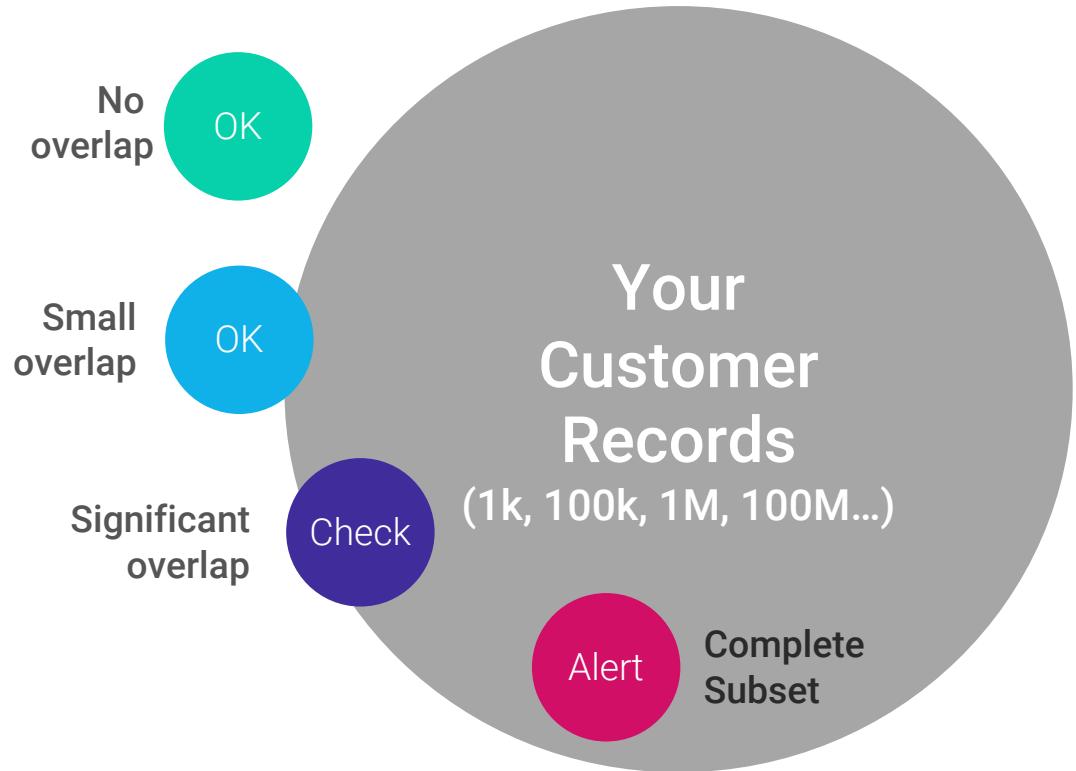 No
overlap
OK
Small
overlap
OK
Significant
overlap
Check
Your
Customer
Records
(1k, 100k, 1M, 100M…)
Alert
Complete
Subset